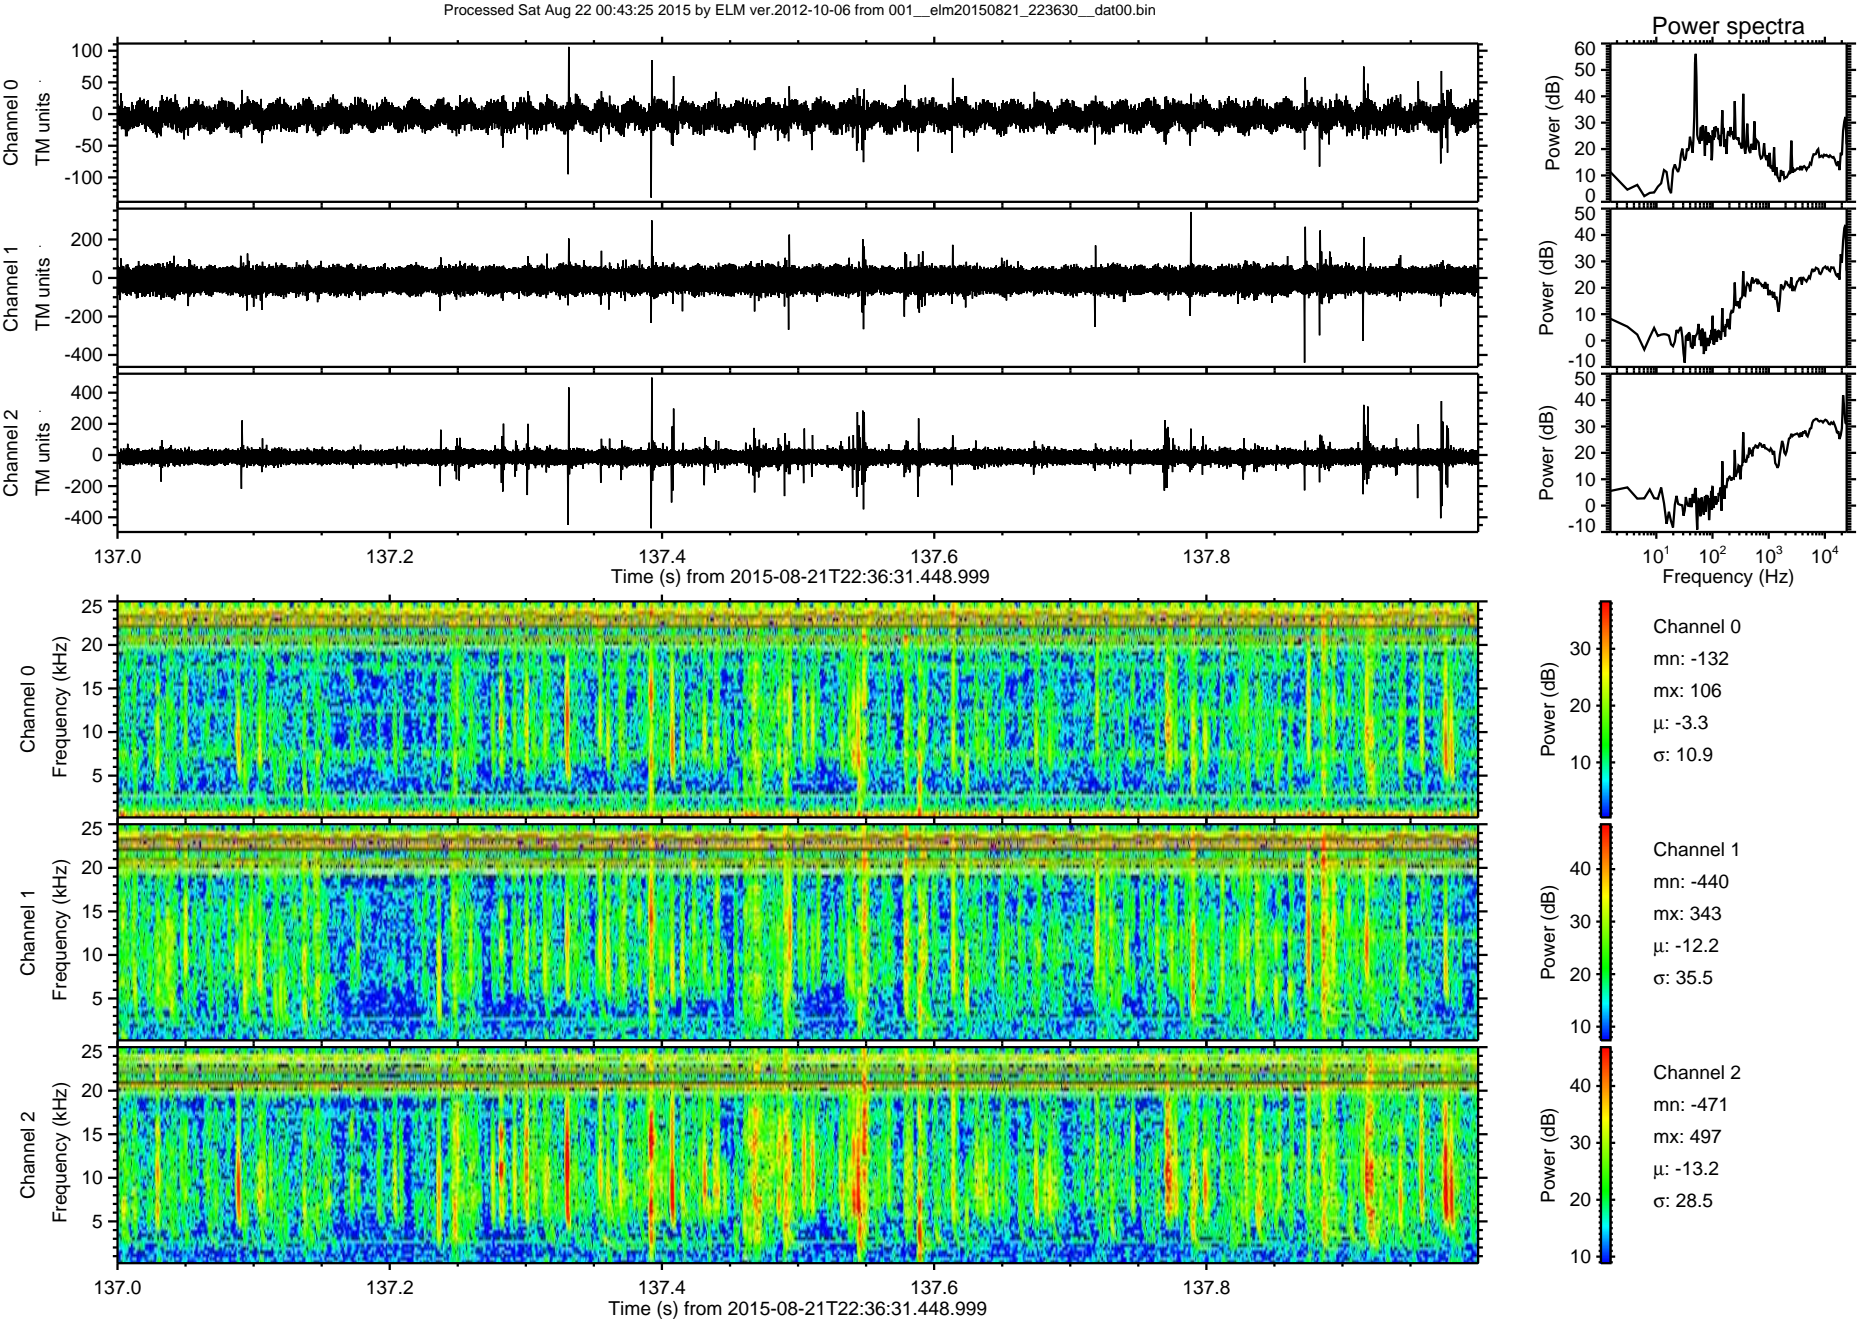 Processed Sat Aug 22 00:43:25 2015 by ELM ver.2012-10-06 from 001__elm20150821_223630__dat00.bin
Power spectra
Channel 0
TM units
100
50
0
-50
-100
Power (dB)
60
50
40
30
20
10
0
Channel 1
TM units
200
0
-200
-400
Power (dB)
50
40
30
20
10
0
-10
Channel 2
TM units
400
200
0
-200
-400
Power (dB)
50
40
30
20
10
0
-10
137.0 137.2 137.4 137.6 137.8
Time (s) from 2015-08-21T22:36:31.448.999
10¹ 10² 10³ 10⁴
Frequency (Hz)
Channel 0
Frequency (kHz)
25
20
15
10
5
Power (dB)
30
20
10
Channel 0
mn: -132
mx: 106
μ: -3.3
σ: 10.9
Channel 1
Frequency (kHz)
25
20
15
10
5
Power (dB)
40
30
20
10
Channel 1
mn: -440
mx: 343
μ: -12.2
σ: 35.5
Channel 2
Frequency (kHz)
25
20
15
10
5
Power (dB)
40
30
20
10
Channel 2
mn: -471
mx: 497
μ: -13.2
σ: 28.5
137.0 137.2 137.4 137.6 137.8
Time (s) from 2015-08-21T22:36:31.448.999